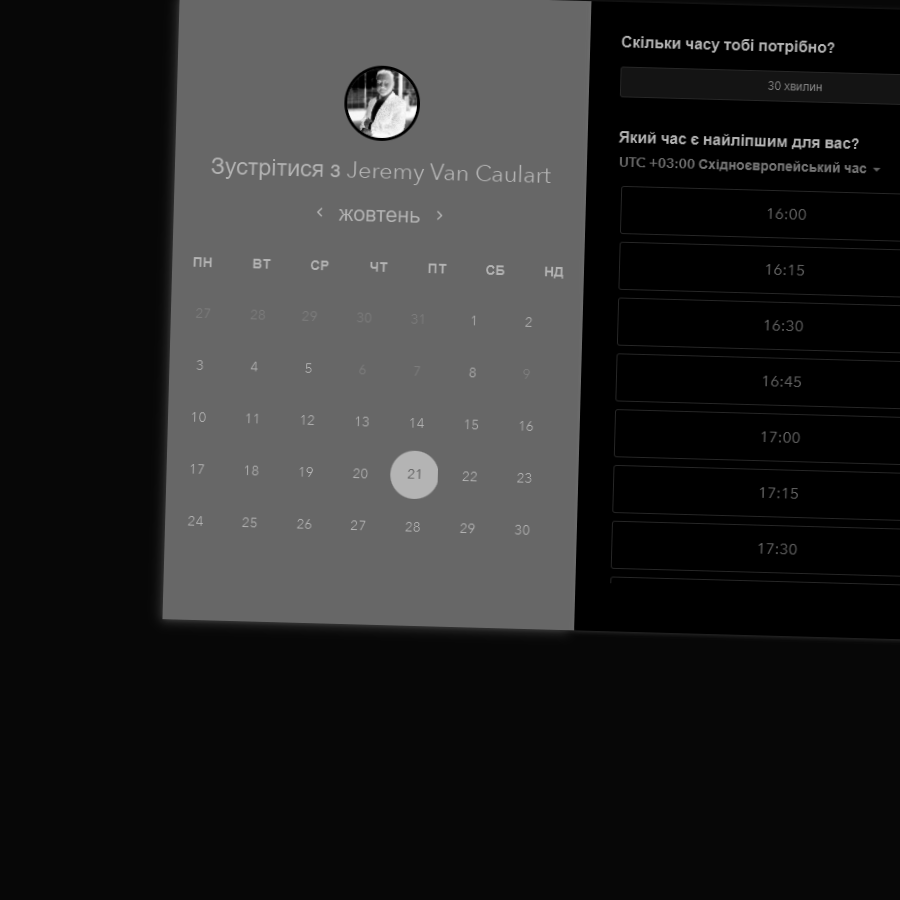 Зустрітися з Jeremy Van Caulart
жовтень
ПН ВТ СР ЧТ ПТ СБ НД
27 28 29 30 31 1 2
3 4 5 6 7 8 9
10 11 12 13 14 15 16
17 18 19 20 21 22 23
24 25 26 27 28 29 30
Скільки часу тобі потрібно?
30 хвилин
Який час є найліпшим для вас?
UTC +03:00 Східноєвропейський час
16:00
16:15
16:30
16:45
17:00
17:15
17:30